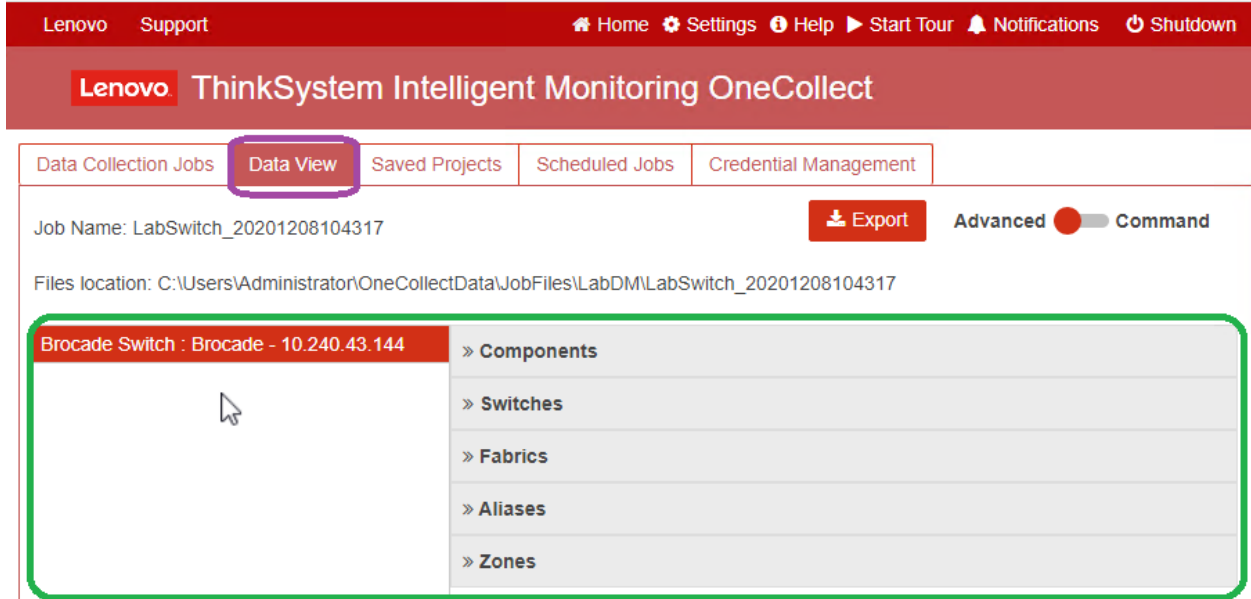 Lenovo Support Home Settings Help Start Tour Notifications Shutdown
Lenovo ThinkSystem Intelligent Monitoring OneCollect
Data Collection Jobs Data View Saved Projects Scheduled Jobs Credential Management
Job Name: LabSwitch_20201208104317 Export Advanced Command
Files location: C:\Users\Administrator\OneCollectData\JobFiles\LabDM\LabSwitch_20201208104317
Brocade Switch : Brocade - 10.240.43.144
» Components
» Switches
» Fabrics
» Aliases
» Zones